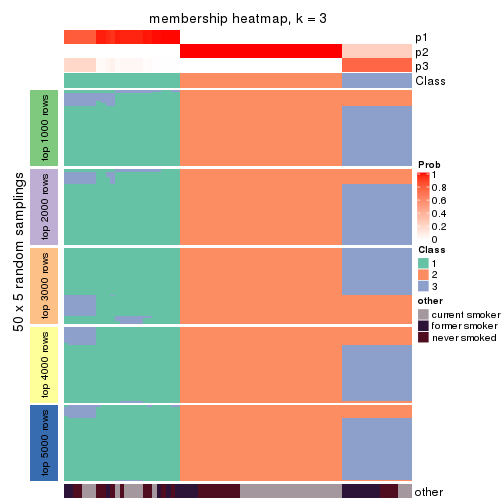 membership heatmap, k = 3
p1
p2
p3
Class
50 x 5 random samplings
top 1000 rows
top 2000 rows
top 3000 rows
top 4000 rows
top 5000 rows
Prob
1
0.8
0.6
0.4
0.2
0
Class
1
2
3
other
current smoker
former smoker
never smoked
other